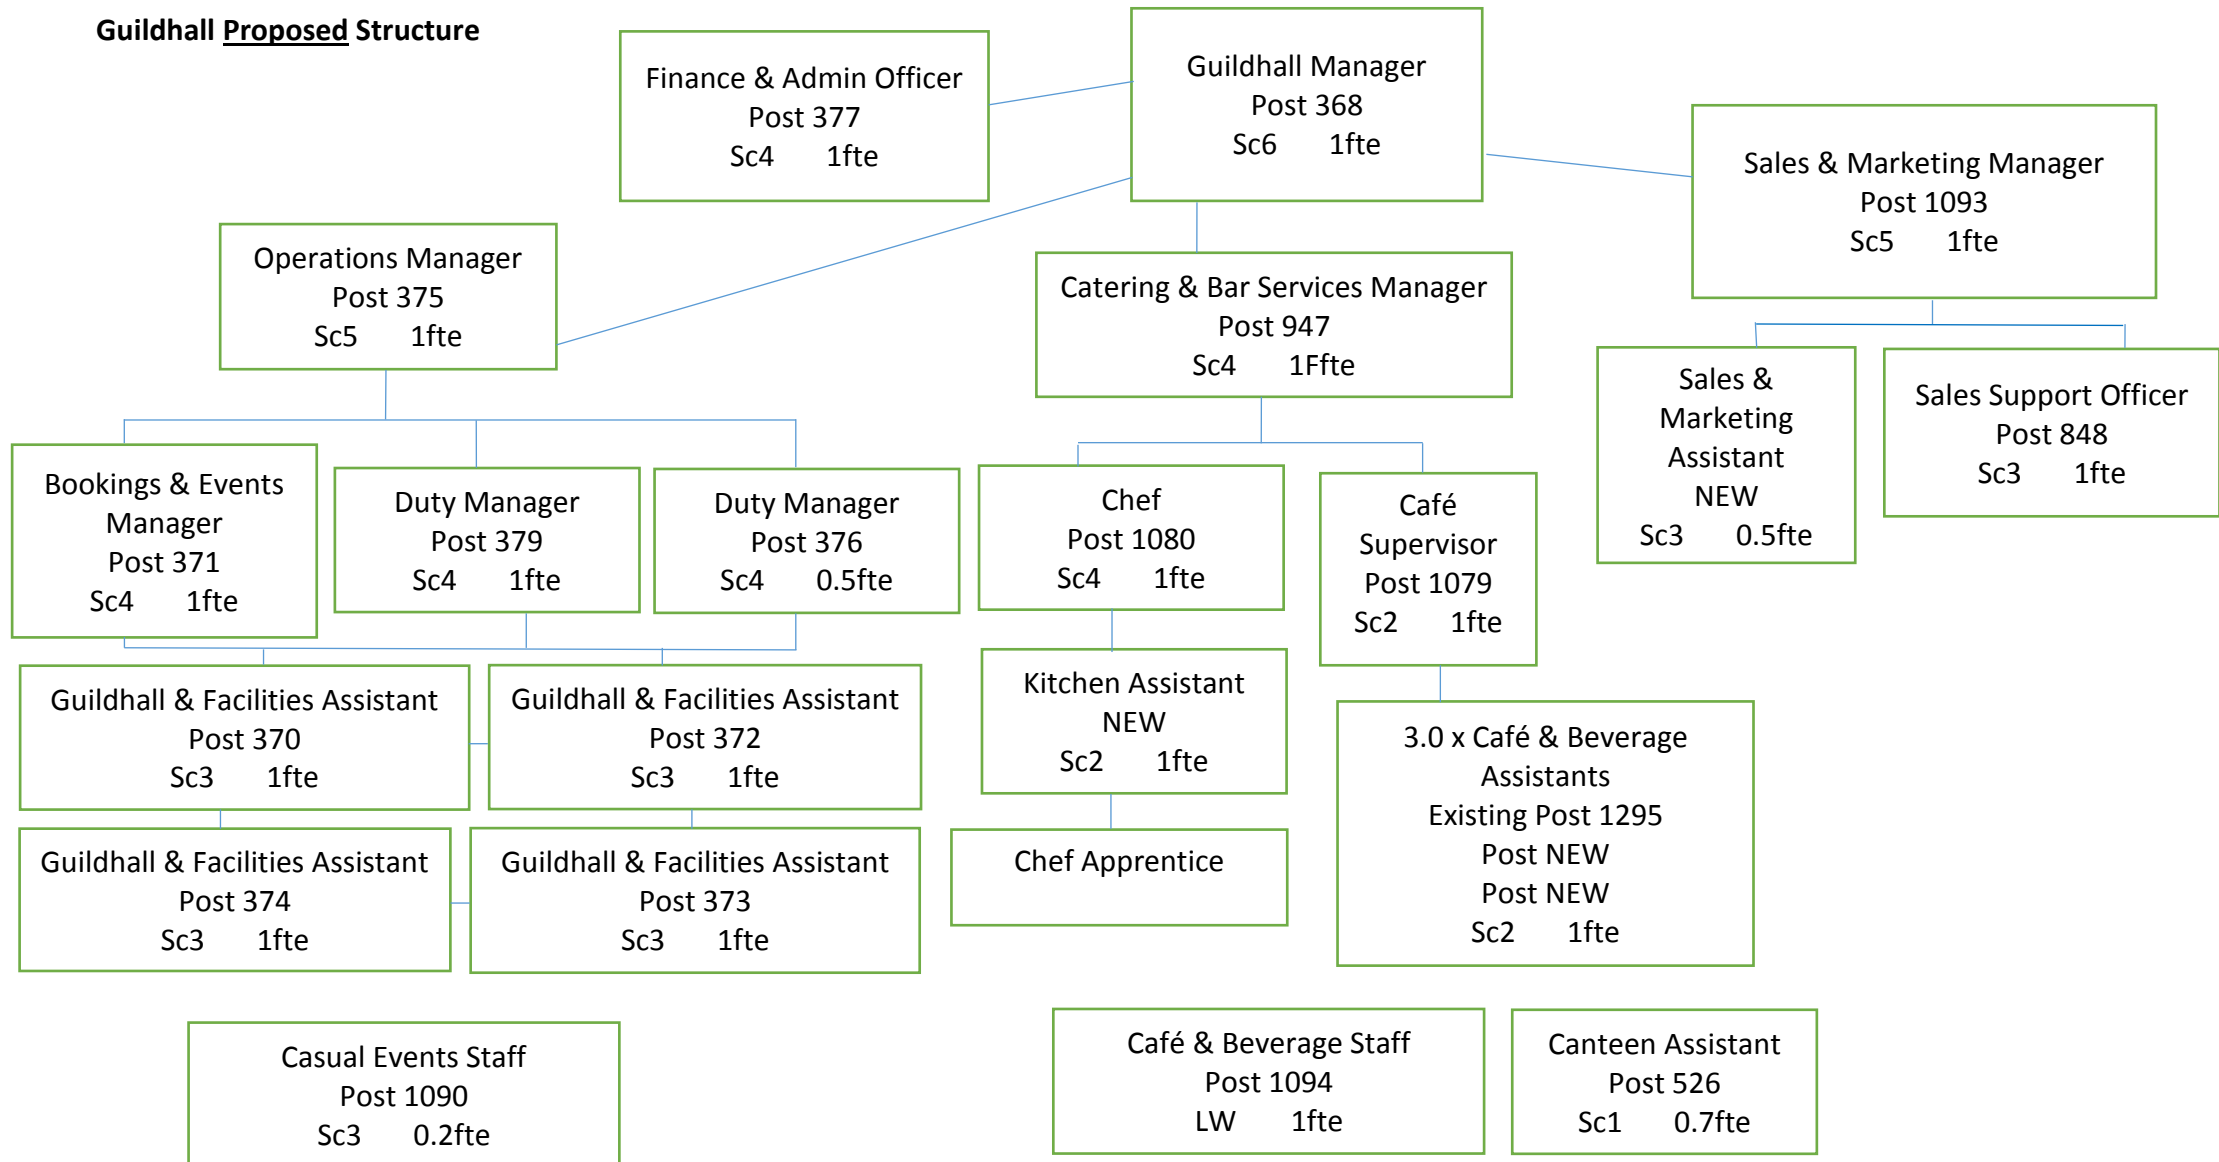 Guildhall Proposed Structure
Finance & Admin Officer
Post 377
Sc4 1fte
Guildhall Manager
Post 368
Sc6 1fte
Sales & Marketing Manager
Post 1093
Sc5 1fte
Operations Manager
Post 375
Sc5 1fte
Catering & Bar Services Manager
Post 947
Sc4 1Ffte
Sales &
Marketing
Assistant
NEW
Sc3 0.5fte
Sales Support Officer
Post 848
Sc3 1fte
Bookings & Events
Manager
Post 371
Sc4 1fte
Duty Manager
Post 379
Sc4 1fte
Duty Manager
Post 376
Sc4 0.5fte
Chef
Post 1080
Sc4 1fte
Café
Supervisor
Post 1079
Sc2 1fte
Guildhall & Facilities Assistant
Post 370
Sc3 1fte
Guildhall & Facilities Assistant
Post 372
Sc3 1fte
Kitchen Assistant
NEW
Sc2 1fte
3.0 x Café & Beverage
Assistants
Existing Post 1295
Post NEW
Post NEW
Sc2 1fte
Guildhall & Facilities Assistant
Post 374
Sc3 1fte
Guildhall & Facilities Assistant
Post 373
Sc3 1fte
Chef Apprentice
Casual Events Staff
Post 1090
Sc3 0.2fte
Café & Beverage Staff
Post 1094
LW 1fte
Canteen Assistant
Post 526
Sc1 0.7fte